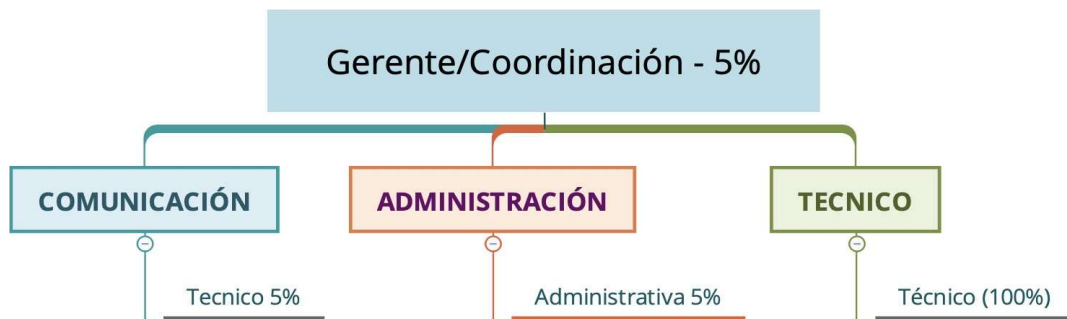 Gerente/Coordinación - 5%
COMUNICACIÓN
ADMINISTRACIÓN
TECNICO
Tecnico 5%
Administrativa 5%
Técnico (100%)